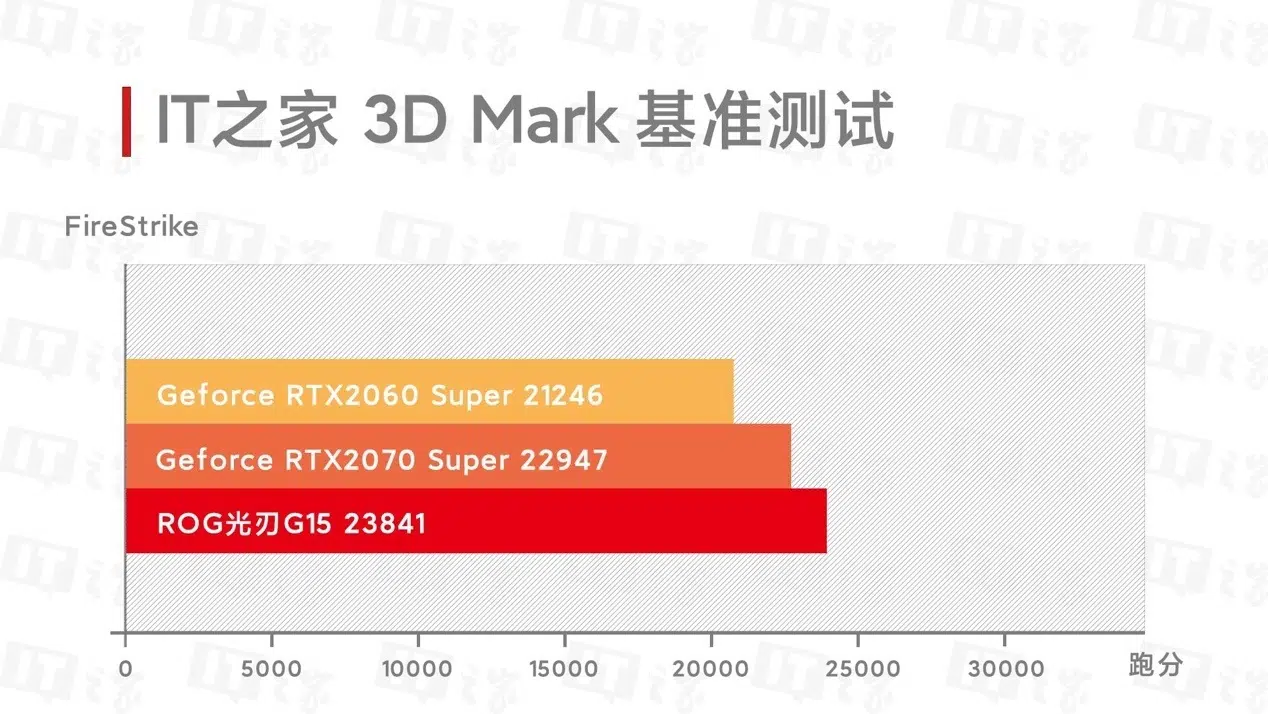 IT之家 3D Mark 基准测试
FireStrike
Geforce RTX2060 Super 21246
Geforce RTX2070 Super 22947
ROG光刃G15 23841
0 5000 10000 15000 20000 25000 30000 跑分